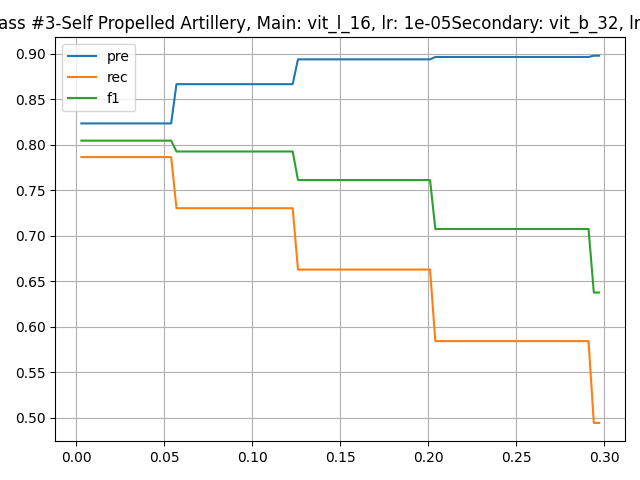 ass #3-Self Propelled Artillery, Main: vit_l_16, lr: 1e-05Secondary: vit_b_32, lr
pre
rec
f1
0.90
0.85
0.80
0.75
0.70
0.65
0.60
0.55
0.50
0.00 0.05 0.10 0.15 0.20 0.25 0.30